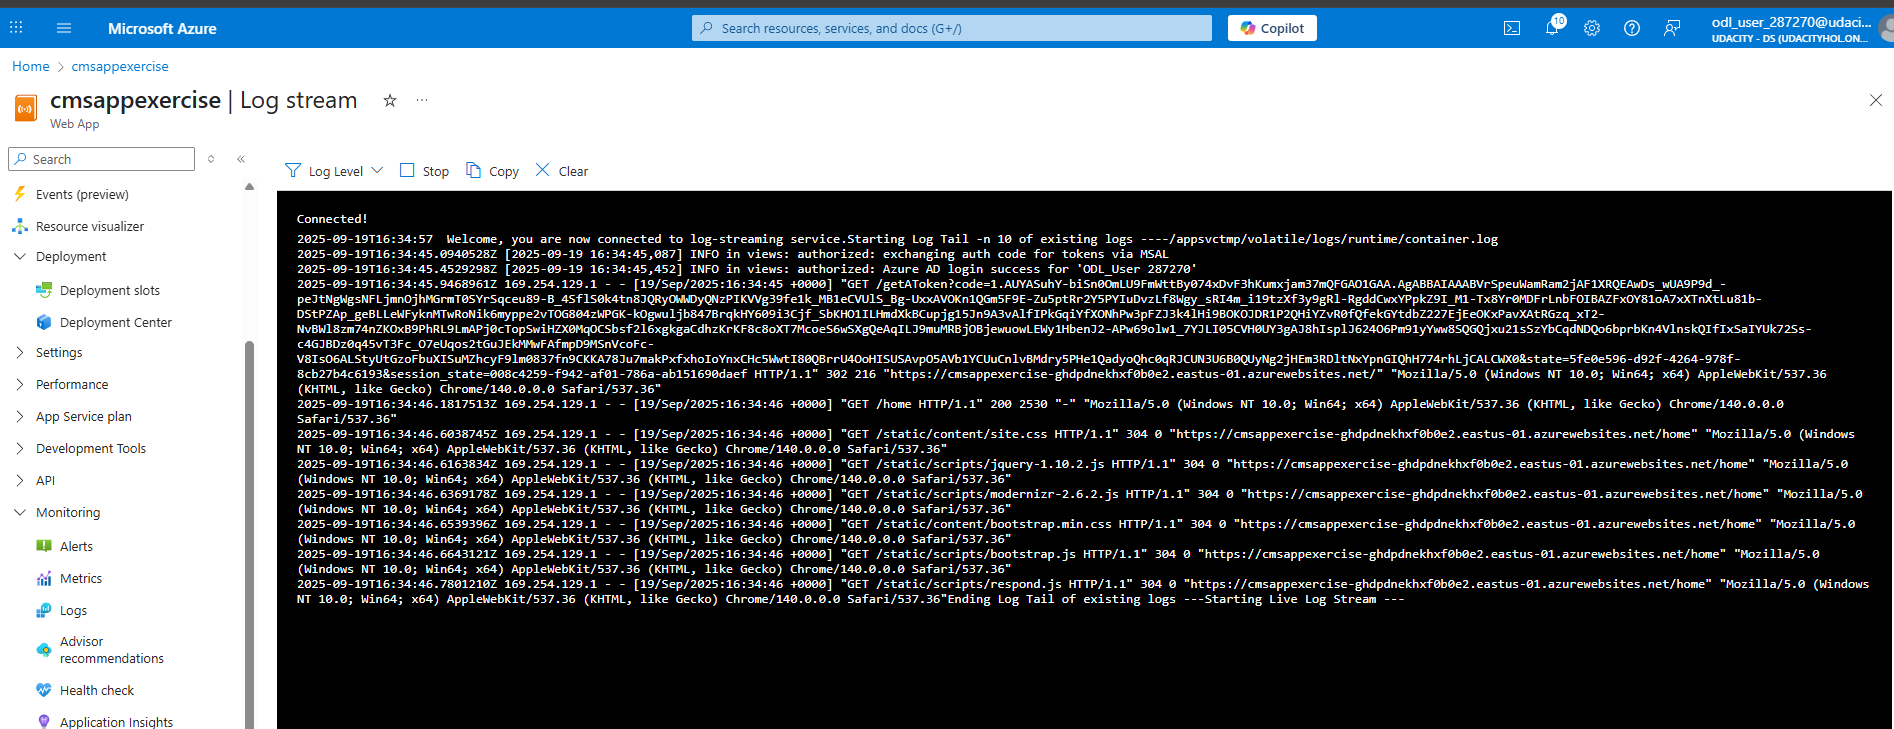 Microsoft Azure
Search resources, services, and docs (G+/)
Copilot
10
odl_user_287270@udaci...
UDACITY - DS (UDACITYHOL.ON...
Home > cmsappexercise
cmsappexercise | Log stream
Web App
Search
Events (preview)
Resource visualizer
Deployment
Deployment slots
Deployment Center
Settings
Performance
App Service plan
Development Tools
API
Monitoring
Alerts
Metrics
Logs
Advisor
recommendations
Health check
Application Insights
Log Level
Stop
Copy
Clear
Connected!
2025-09-19T16:34:57  Welcome, you are now connected to log-streaming service.Starting Log Tail -n 10 of existing logs ----/appsvctmp/volatile/logs/runtime/container.log
2025-09-19T16:34:45.0940528Z [2025-09-19 16:34:45,087] INFO in views: authorized: exchanging auth code for tokens via MSAL
2025-09-19T16:34:45.4529298Z [2025-09-19 16:34:45,452] INFO in views: authorized: Azure AD login success for 'ODL_User 287270'
2025-09-19T16:34:45.9468961Z 169.254.129.1 - - [19/Sep/2025:16:34:45 +0000] "GET /getAToken?code=
8cb27b4c6193&session_state=008c4259-f942-af01-786a-ab151690daef HTTP/1.1" 302 216 "https://cmsappexercise-ghdpdnekhxf0b0e2.eastus-01.azurewebsites.net/" "Mozilla/5.0 (Windows NT 10.0; Win64; x64) AppleWebKit/537.36
(KHTML, like Gecko) Chrome/140.0.0.0 Safari/537.36"
2025-09-19T16:34:46.1817513Z 169.254.129.1 - - [19/Sep/2025:16:34:46 +0000] "GET /home HTTP/1.1" 200 2530 "-" "Mozilla/5.0 (Windows NT 10.0; Win64; x64) AppleWebKit/537.36 (KHTML, like Gecko) Chrome/140.0.0.0
Safari/537.36"
2025-09-19T16:34:46.6038745Z 169.254.129.1 - - [19/Sep/2025:16:34:46 +0000] "GET /static/content/site.css HTTP/1.1" 304 0 "https://cmsappexercise-ghdpdnekhxf0b0e2.eastus-01.azurewebsites.net/home" "Mozilla/5.0 (Windows
NT 10.0; Win64; x64) AppleWebKit/537.36 (KHTML, like Gecko) Chrome/140.0.0.0 Safari/537.36"
2025-09-19T16:34:46.6163834Z 169.254.129.1 - - [19/Sep/2025:16:34:46 +0000] "GET /static/scripts/jquery-1.10.2.js HTTP/1.1" 304 0 "https://cmsappexercise-ghdpdnekhxf0b0e2.eastus-01.azurewebsites.net/home" "Mozilla/5.0
(Windows NT 10.0; Win64; x64) AppleWebKit/537.36 (KHTML, like Gecko) Chrome/140.0.0.0 Safari/537.36"
2025-09-19T16:34:46.6369178Z 169.254.129.1 - - [19/Sep/2025:16:34:46 +0000] "GET /static/scripts/modernizr-2.6.2.js HTTP/1.1" 304 0 "https://cmsappexercise-ghdpdnekhxf0b0e2.eastus-01.azurewebsites.net/home" "Mozilla/5.0
(Windows NT 10.0; Win64; x64) AppleWebKit/537.36 (KHTML, like Gecko) Chrome/140.0.0.0 Safari/537.36"
2025-09-19T16:34:46.6539396Z 169.254.129.1 - - [19/Sep/2025:16:34:46 +0000] "GET /static/content/bootstrap.min.css HTTP/1.1" 304 0 "https://cmsappexercise-ghdpdnekhxf0b0e2.eastus-01.azurewebsites.net/home" "Mozilla/5.0
(Windows NT 10.0; Win64; x64) AppleWebKit/537.36 (KHTML, like Gecko) Chrome/140.0.0.0 Safari/537.36"
2025-09-19T16:34:46.6643121Z 169.254.129.1 - - [19/Sep/2025:16:34:46 +0000] "GET /static/scripts/bootstrap.js HTTP/1.1" 304 0 "https://cmsappexercise-ghdpdnekhxf0b0e2.eastus-01.azurewebsites.net/home" "Mozilla/5.0
(Windows NT 10.0; Win64; x64) AppleWebKit/537.36 (KHTML, like Gecko) Chrome/140.0.0.0 Safari/537.36"
2025-09-19T16:34:46.7801210Z 169.254.129.1 - - [19/Sep/2025:16:34:46 +0000] "GET /static/scripts/respond.js HTTP/1.1" 304 0 "https://cmsappexercise-ghdpdnekhxf0b0e2.eastus-01.azurewebsites.net/home" "Mozilla/5.0 (Windows
NT 10.0; Win64; x64) AppleWebKit/537.36 (KHTML, like Gecko) Chrome/140.0.0.0 Safari/537.36"Ending Log Tail of existing logs ---Starting Live Log Stream ---